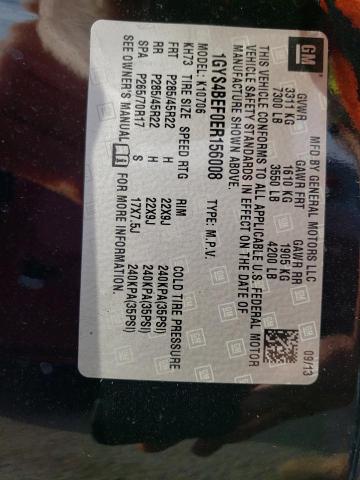 GM
MFD BY GENERAL MOTORS LLC
09/13
GVWR GAWR FRT GAWR RR
3311 KG 1610 KG 1905 KG
7300 LB 3550 LB 4200 LB
THIS VEHICLE CONFORMS TO ALL APPLICABLE U.S. FEDERAL MOTOR
VEHICLE SAFETY STANDARDS IN EFFECT ON THE DATE OF
MANUFACTURE SHOWN ABOVE.
1GYS4BEF0ER156008 TYPE: M.P.V.
MODEL: K10706
KH73 TIRE SIZE SPEED RTG RIM COLD TIRE PRESSURE
FRT P285/45R22 H 22X9J 240KPA(35PSI)
RR P285/45R22 H 22X9J 240KPA(35PSI)
SPA P265/70R17 S 17X7.5J 240KPA(35PSI)
SEE OWNER'S MANUAL FOR MORE INFORMATION